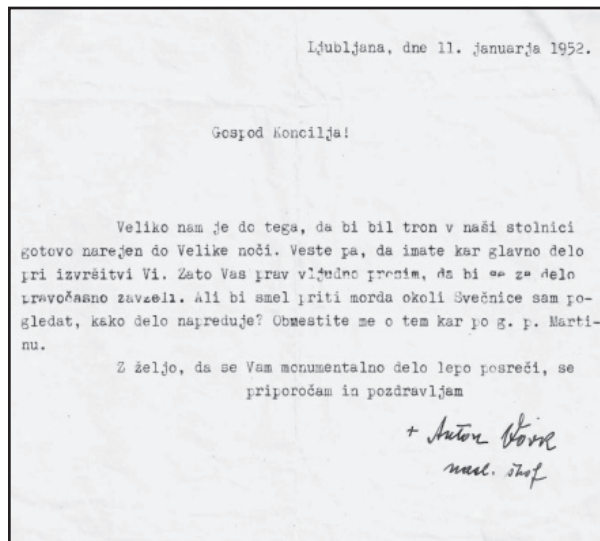 Ljubljana, dne 11. januarja 1952.
Gospod Koncilja!
Veliko nam je do tega, da bi bil tron v naši stolnici
gotovo narejen do Velike noči. Veste pa, da imate kar glavno delo
pri izvršitvi Vi. Zato Vas prav vljudno prosim, da bi se za delo
pravočasno zavzeli. Ali bi smel priti morda okoli Svečnice sam po-
gledat, kako delo napreduje? Obvestite me o tem kar po g. p. Marti-
nu.
Z željo, da se Vam monumentalno delo lepo posreči, se
priporočam in pozdravljam
+ Anton Vovk
nasl. škof